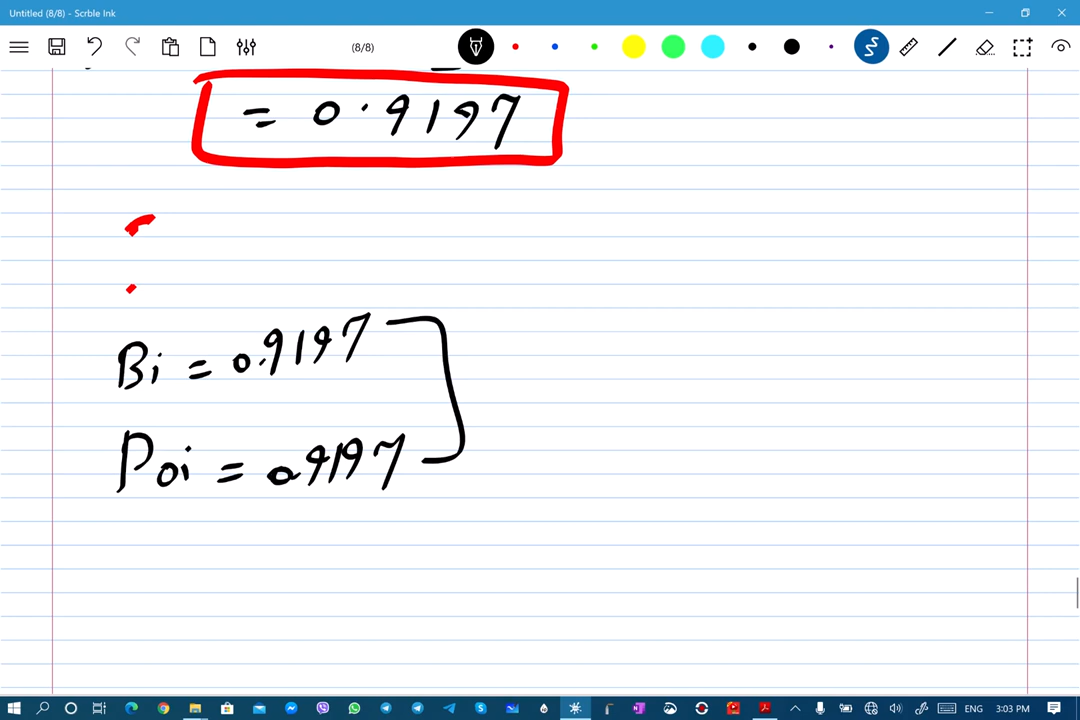 Untitled (8/8) - Scrble Ink
(8/8)
= 0.9197
Bi = 0.9197
Poi = 0.9197
ENG 3:03 PM